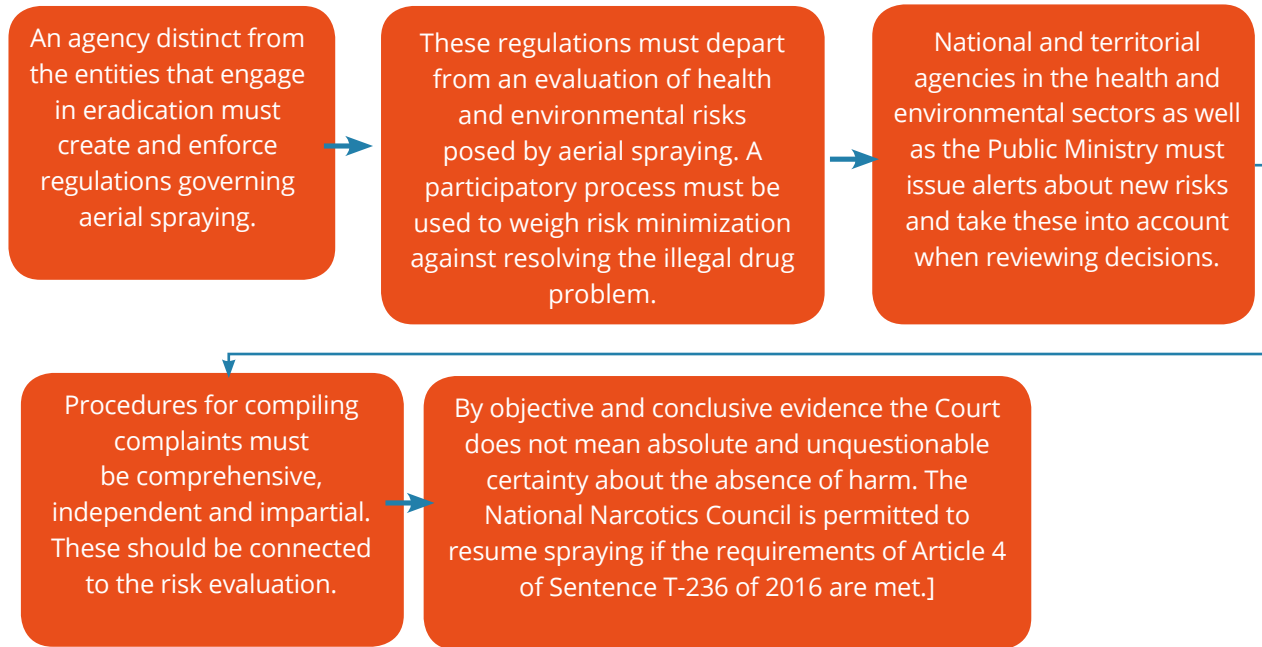 An agency distinct from
the entities that engage
in eradication must
create and enforce
regulations governing
aerial spraying.
These regulations must depart
from an evaluation of health
and environmental risks
posed by aerial spraying. A
participatory process must be
used to weigh risk minimization
against resolving the illegal drug
problem.
National and territorial
agencies in the health and
environmental sectors as well
as the Public Ministry must
issue alerts about new risks
and take these into account
when reviewing decisions.
Procedures for compiling
complaints must
be comprehensive,
independent and impartial.
These should be connected
to the risk evaluation.
By objective and conclusive evidence the Court
does not mean absolute and unquestionable
certainty about the absence of harm. The
National Narcotics Council is permitted to
resume spraying if the requirements of Article 4
of Sentence T-236 of 2016 are met.]